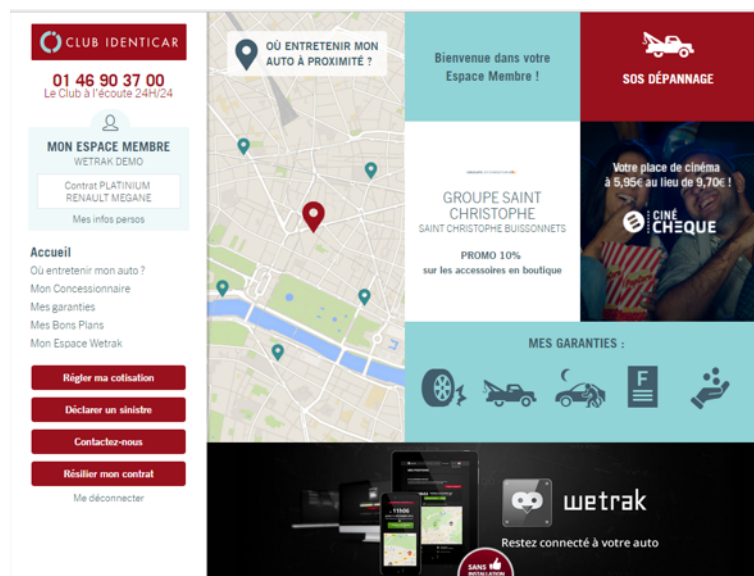 CLUB IDENTICAR
01 46 90 37 00
Le Club à l'écoute 24H/24
MON ESPACE MEMBRE
WETRAK DEMO
Contrat PLATINIUM
RENAULT MEGANE
Mes infos persos
Accueil
Où entretenir mon auto ?
Mon Concessionnaire
Mes garanties
Mes Bons Plans
Mon Espace Wetrak
Régler ma cotisation
Déclarer un sinistre
Contactez-nous
Résilier mon contrat
Me déconnecter
OÙ ENTRETENIR MON
AUTO À PROXIMITÉ ?
Bienvenue dans votre
Espace Membre !
SOS DÉPANNAGE
GROUPE SAINT
CHRISTOPHE
SAINT CHRISTOPHE BUISSONNETS
PROMO 10%
sur les accessoires en boutique
Votre place de cinéma
à 5,95€ au lieu de 9,70€ !
CINÉ
CHEQUE
MES GARANTIES :
F
11h06
wetrak
Restez connecté à votre auto
SANS
INSTALLATION